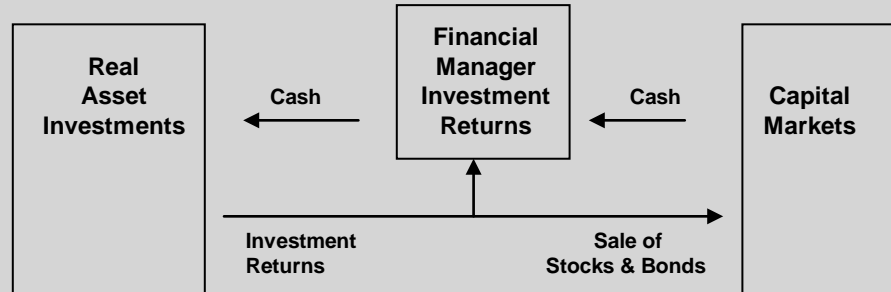 Real
Asset
Investments
Cash
Financial
Manager
Investment
Returns
Cash
Capital
Markets
Investment
Returns
Sale of
Stocks & Bonds